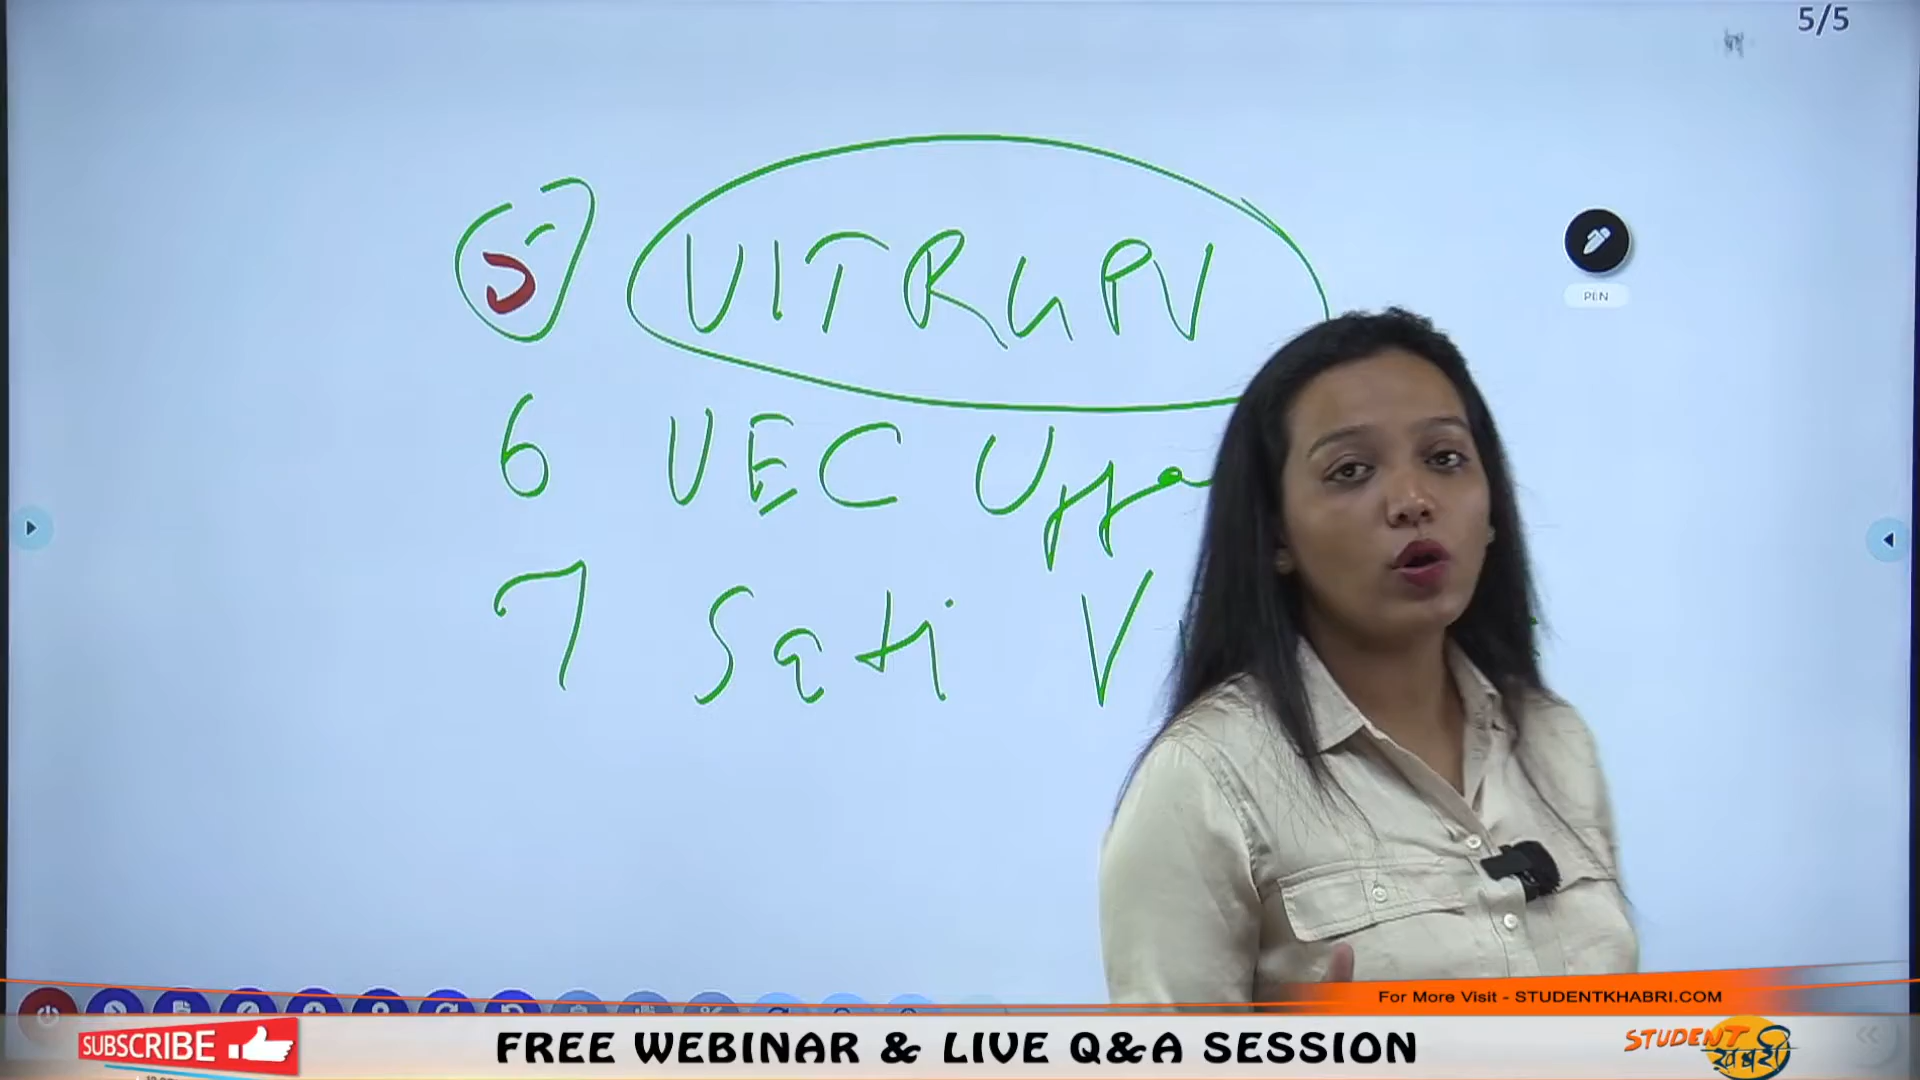 5/5
5 UITRGPV
PEN
6 UEC
7 Sati V
For More Visit - STUDENTKHABRI.COM
SUBSCRIBE
FREE WEBINAR & LIVE Q&A SESSION
STUDENT
खबरी